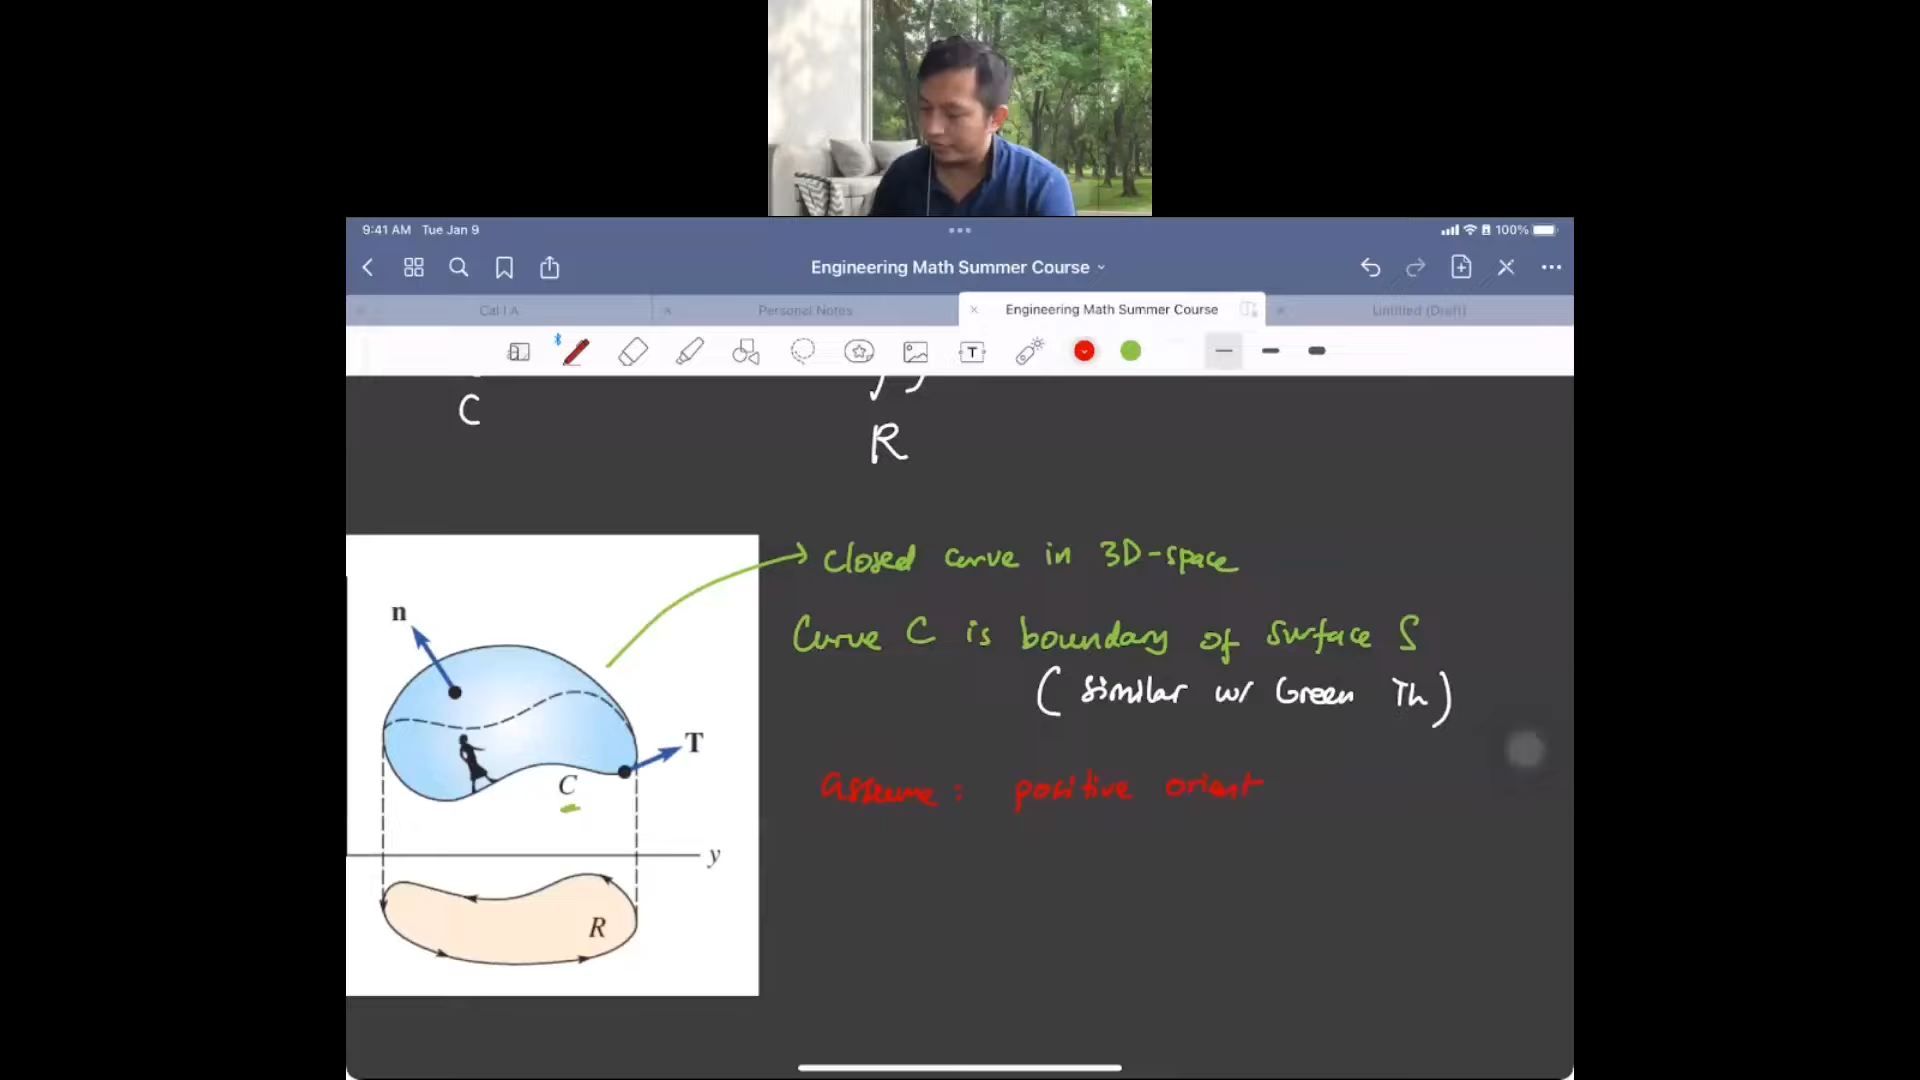 9:41 AM Tue Jan 9
100%
Engineering Math Summer Course
Cal I A
Personal Notes
Engineering Math Summer Course
Untitled (Draft)
T
C
R
closed curve in 3D-space
n
Curve C is boundary of surface S
(similar w/ Green Th)
T
C
assume: positive orient
y
R